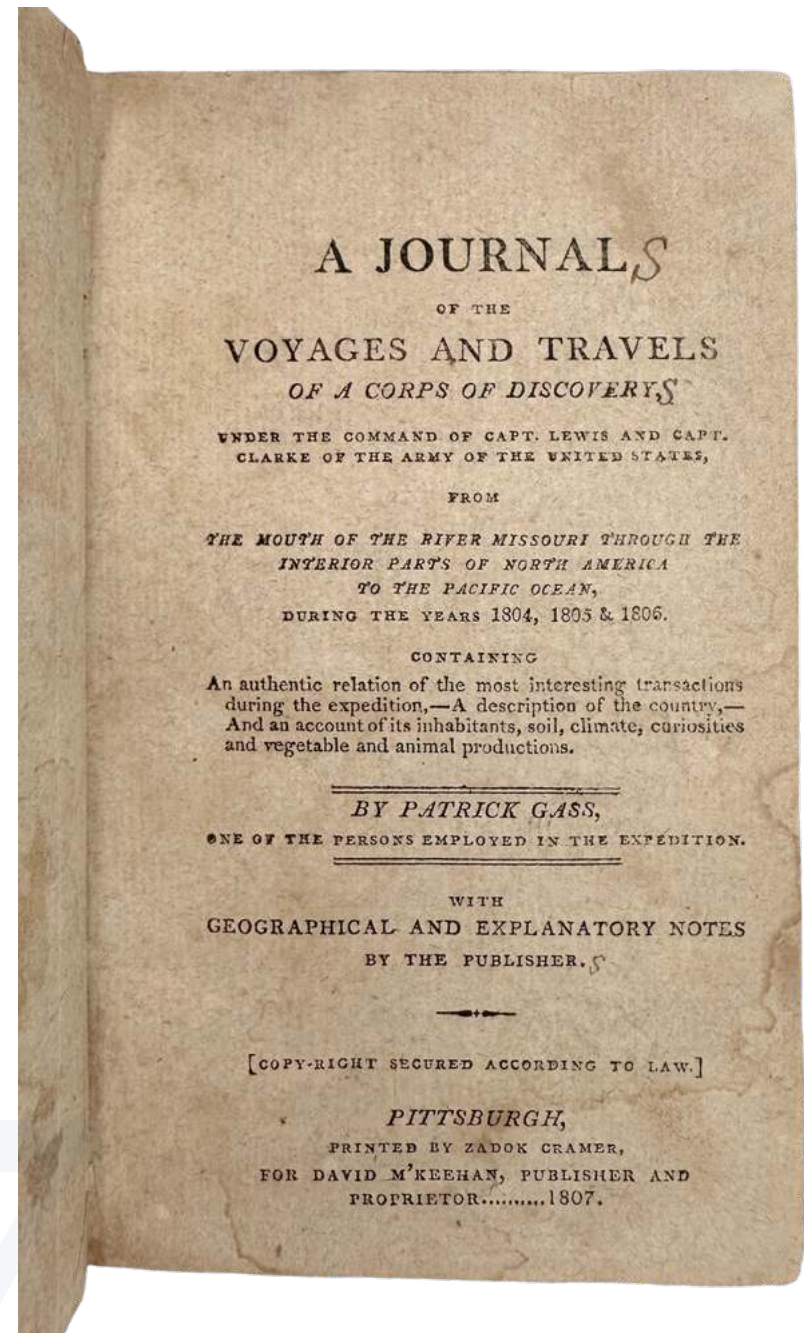 A JOURNALS
OF THE
VOYAGES AND TRAVELS
OF A CORPS OF DISCOVERY,S
UNDER THE COMMAND OF CAPT. LEWIS AND CAPT.
CLARKE OF THE ARMY OF THE UNITED STATES,
FROM
THE MOUTH OF THE RIVER MISSOURI THROUGH THE
INTERIOR PARTS OF NORTH AMERICA
TO THE PACIFIC OCEAN,
DURING THE YEARS 1804, 1805 & 1806.
CONTAINING
An authentic relation of the most interesting transactions
during the expedition,—A description of the country,—
And an account of its inhabitants, soil, climate, curiosities
and vegetable and animal productions.
BY PATRICK GASS,
ONE OF THE PERSONS EMPLOYED IN THE EXPEDITION.
WITH
GEOGRAPHICAL AND EXPLANATORY NOTES
BY THE PUBLISHER.S
[COPY-RIGHT SECURED ACCORDING TO LAW.]
PITTSBURGH,
PRINTED BY ZADOK CRAMER,
FOR DAVID M'KEEHAN, PUBLISHER AND
PROPRIETOR..........1807.